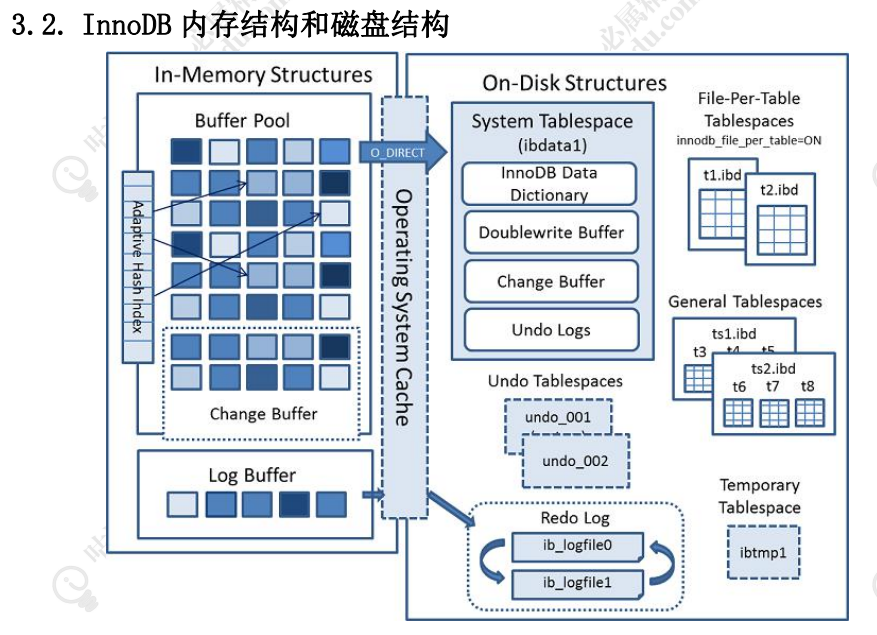 3.2. InnoDB 内存结构和磁盘结构
In-Memory Structures
Buffer Pool
Adaptive Hash Index
Change Buffer
Log Buffer
O_DIRECT
Operating System Cache
On-Disk Structures
System Tablespace
(ibdata1)
InnoDB Data
Dictionary
Doublewrite Buffer
Change Buffer
Undo Logs
Undo Tablespaces
undo_001
undo_002
Redo Log
ib_logfile0
ib_logfile1
File-Per-Table
Tablespaces
innodb_file_per_table=ON
t1.ibd
t2.ibd
General Tablespaces
ts1.ibd
t3 t4 t5
ts2.ibd
t6 t7 t8
Temporary
Tablespace
ibtmp1